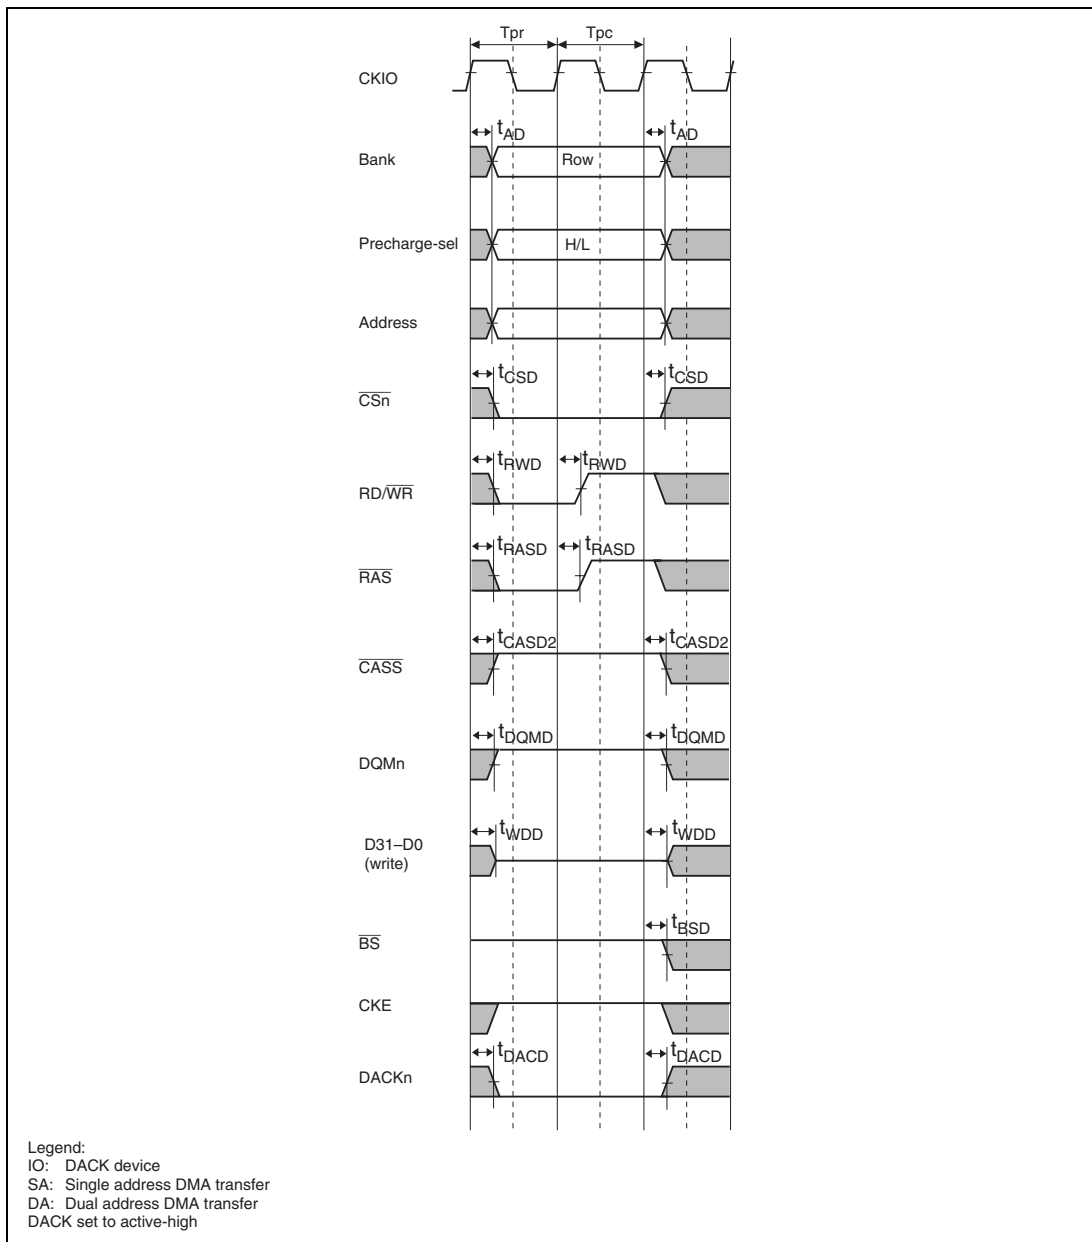 Tpr Tpc
CKIO
tAD tAD
Bank Row
Precharge-sel H/L
Address
tCSD tCSD
CSn
tRWD tRWD
RD/WR
tRASD tRASD
RAS
tCASD2 tCASD2
CASS
tDQMD tDQMD
DQMn
tWDD tWDD
D31–D0
(write)
tBSD
BS
CKE
tDACD tDACD
DACKn
Legend:
IO: DACK device
SA: Single address DMA transfer
DA: Dual address DMA transfer
DACK set to active-high